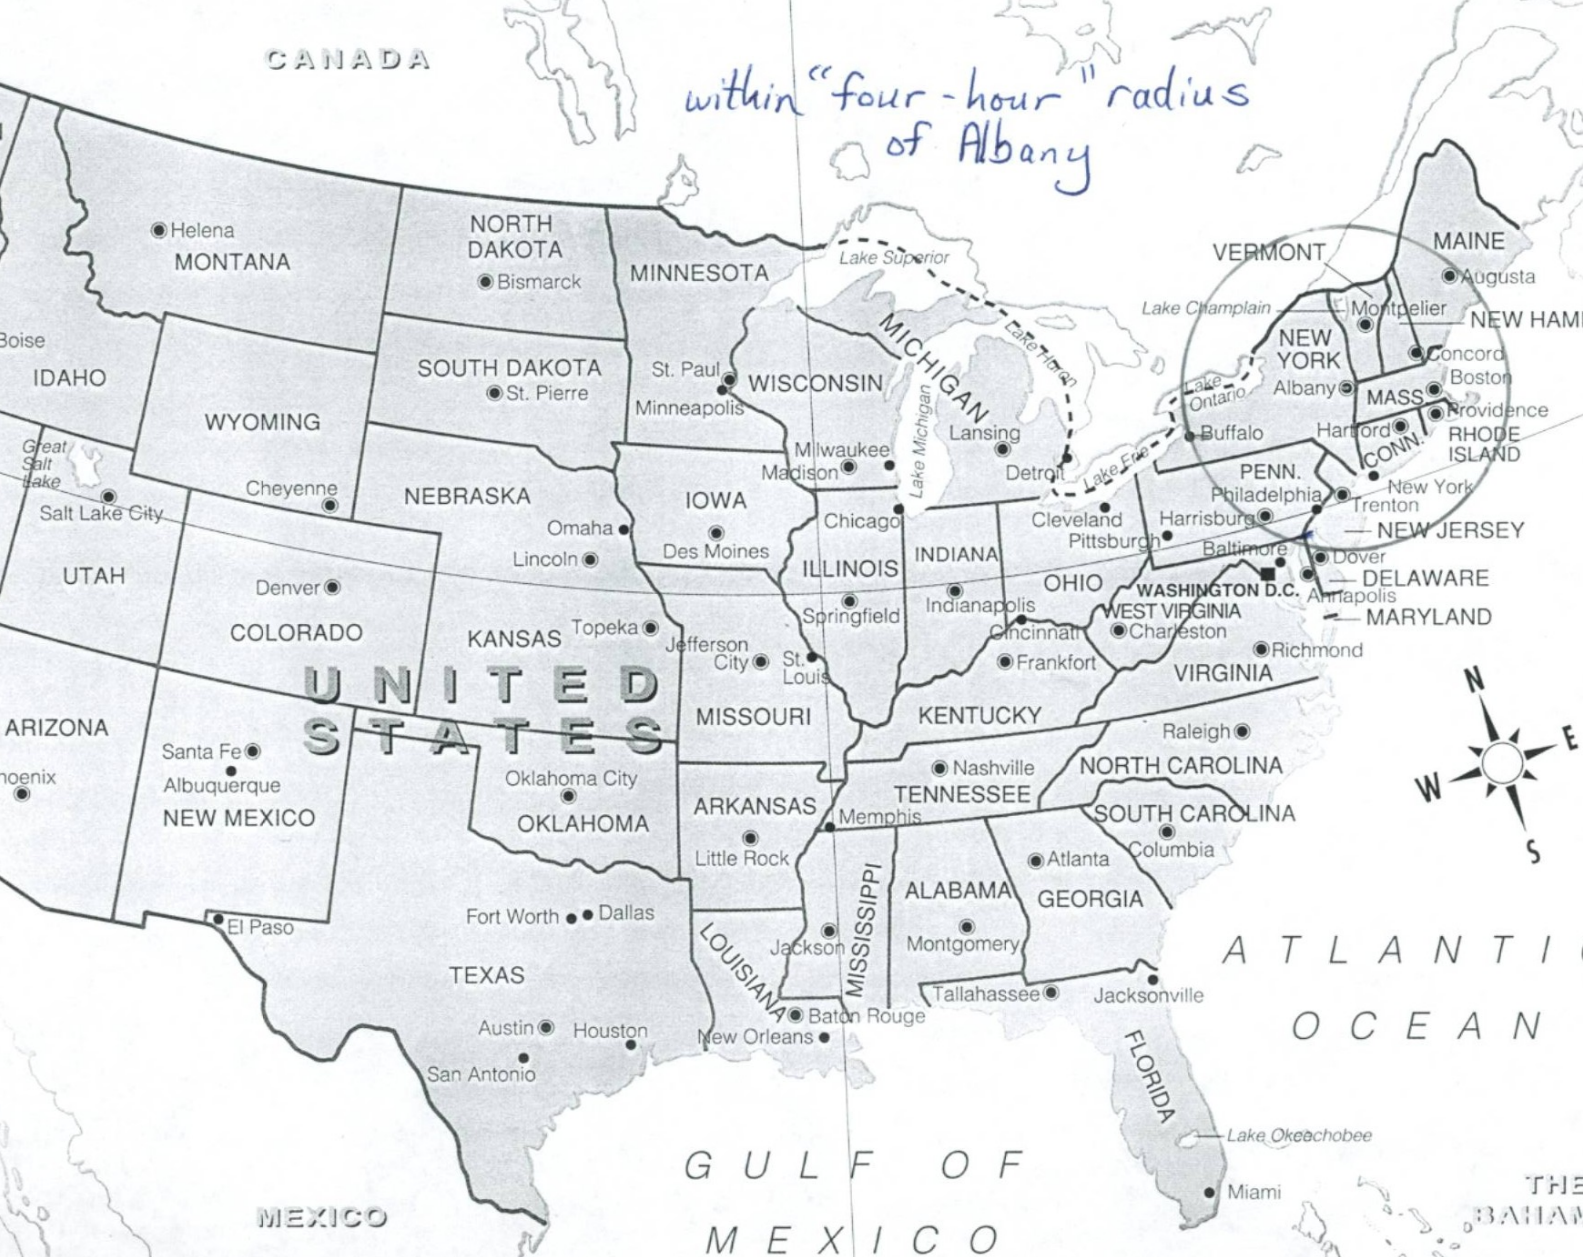 CANADA
within "four-hour" radius
of Albany
Helena
MONTANA
NORTH
DAKOTA
Bismarck
MINNESOTA
Lake Superior
VERMONT
MAINE
Augusta
Lake Champlain
Montpelier
NEW HAM
Boise
IDAHO
SOUTH DAKOTA
St. Pierre
St. Paul
Minneapolis
WISCONSIN
MICHIGAN
Lake Huron
NEW
YORK
Concord
Albany
MASS
Boston
WYOMING
Lake
Ontario
Providence
Great
Salt
Lake
Milwaukee
Madison
Lake Michigan
Lansing
Detroit
Lake Erie
Buffalo
Hartford
CONN.
RHODE
ISLAND
Cheyenne
NEBRASKA
IOWA
PENN.
Philadelphia
New York
Trenton
Salt Lake City
Omaha
Des Moines
Chicago
Cleveland
Pittsburgh
Harrisburg
NEW JERSEY
Lincoln
ILLINOIS
INDIANA
Baltimore
Dover
UTAH
Denver
OHIO
WASHINGTON D.C.
DELAWARE
Annapolis
Springfield
Indianapolis
WEST VIRGINIA
MARYLAND
COLORADO
KANSAS
Topeka
Jefferson
City
St.
Louis
Cincinnati
Charleston
Frankfort
Richmond
VIRGINIA
UNITED
STATES
ARIZONA
MISSOURI
KENTUCKY
N
E
W
S
Santa Fe
Albuquerque
NEW MEXICO
hoenix
Oklahoma City
OKLAHOMA
Nashville
TENNESSEE
Raleigh
NORTH CAROLINA
ARKANSAS
Little Rock
Memphis
SOUTH CAROLINA
Columbia
Atlanta
GEORGIA
ALABAMA
Montgomery
MISSISSIPPI
Jackson
El Paso
Fort Worth
Dallas
TEXAS
LOUISIANA
Baton Rouge
New Orleans
Tallahassee
Jacksonville
ATLANTIC
OCEAN
Austin
Houston
San Antonio
FLORIDA
Lake Okeechobee
Miami
GULF OF
MEXICO
MEXICO
THE
BAHAM